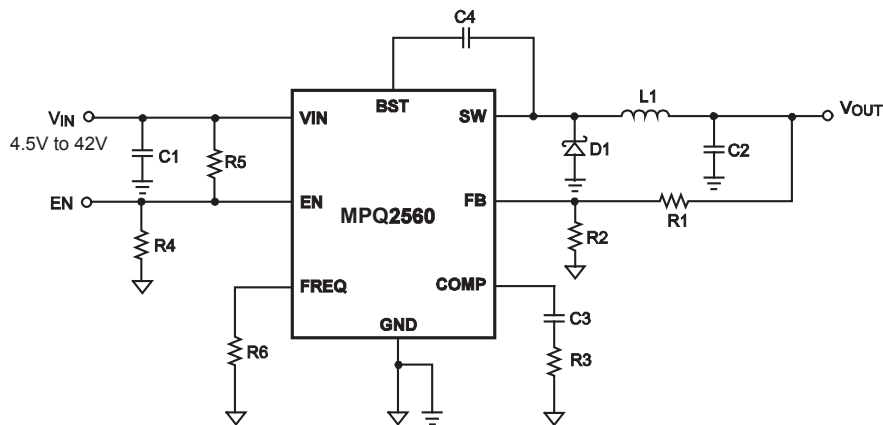 C4
BST
SW
L1
VOUT
VIN
VIN
4.5V to 42V
C1
R5
D1
C2
EN
EN
MPQ2560
FB
R1
R4
R2
FREQ
COMP
C3
GND
R6
R3